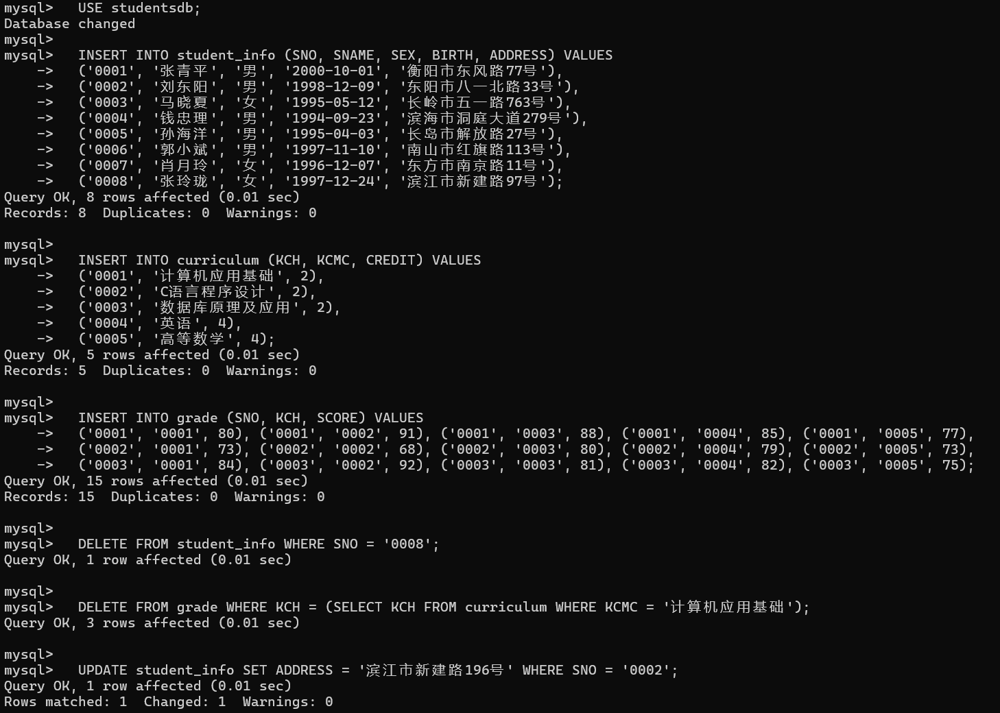 mysql>   USE studentsdb;
Database changed
mysql>
mysql>   INSERT INTO student_info (SNO, SNAME, SEX, BIRTH, ADDRESS) VALUES
    ->   ('0001', '张青平', '男', '2000-10-01', '衡阳市东风路77号'),
    ->   ('0002', '刘东阳', '男', '1998-12-09', '东阳市八一北路33号'),
    ->   ('0003', '马晓夏', '女', '1995-05-12', '长岭市五一路763号'),
    ->   ('0004', '钱忠理', '男', '1994-09-23', '滨海市洞庭大道279号'),
    ->   ('0005', '孙海洋', '男', '1995-04-03', '长岛市解放路27号'),
    ->   ('0006', '郭小斌', '男', '1997-11-10', '南山市红旗路113号'),
    ->   ('0007', '肖月玲', '女', '1996-12-07', '东方市南京路11号'),
    ->   ('0008', '张玲珑', '女', '1997-12-24', '滨江市新建路97号');
Query OK, 8 rows affected (0.01 sec)
Records: 8  Duplicates: 0  Warnings: 0

mysql>
mysql>   INSERT INTO curriculum (KCH, KCMC, CREDIT) VALUES
    ->   ('0001', '计算机应用基础', 2),
    ->   ('0002', 'C语言程序设计', 2),
    ->   ('0003', '数据库原理及应用', 2),
    ->   ('0004', '英语', 4),
    ->   ('0005', '高等数学', 4);
Query OK, 5 rows affected (0.01 sec)
Records: 5  Duplicates: 0  Warnings: 0

mysql>
mysql>   INSERT INTO grade (SNO, KCH, SCORE) VALUES
    ->   ('0001', '0001', 80), ('0001', '0002', 91), ('0001', '0003', 88), ('0001', '0004', 85), ('0001', '0005', 77),
    ->   ('0002', '0001', 73), ('0002', '0002', 68), ('0002', '0003', 80), ('0002', '0004', 79), ('0002', '0005', 73),
    ->   ('0003', '0001', 84), ('0003', '0002', 92), ('0003', '0003', 81), ('0003', '0004', 82), ('0003', '0005', 75);
Query OK, 15 rows affected (0.01 sec)
Records: 15  Duplicates: 0  Warnings: 0

mysql>
mysql>   DELETE FROM student_info WHERE SNO = '0008';
Query OK, 1 row affected (0.01 sec)

mysql>
mysql>   DELETE FROM grade WHERE KCH = (SELECT KCH FROM curriculum WHERE KCMC = '计算机应用基础');
Query OK, 3 rows affected (0.01 sec)

mysql>
mysql>   UPDATE student_info SET ADDRESS = '滨江市新建路196号' WHERE SNO = '0002';
Query OK, 1 row affected (0.01 sec)
Rows matched: 1  Changed: 1  Warnings: 0